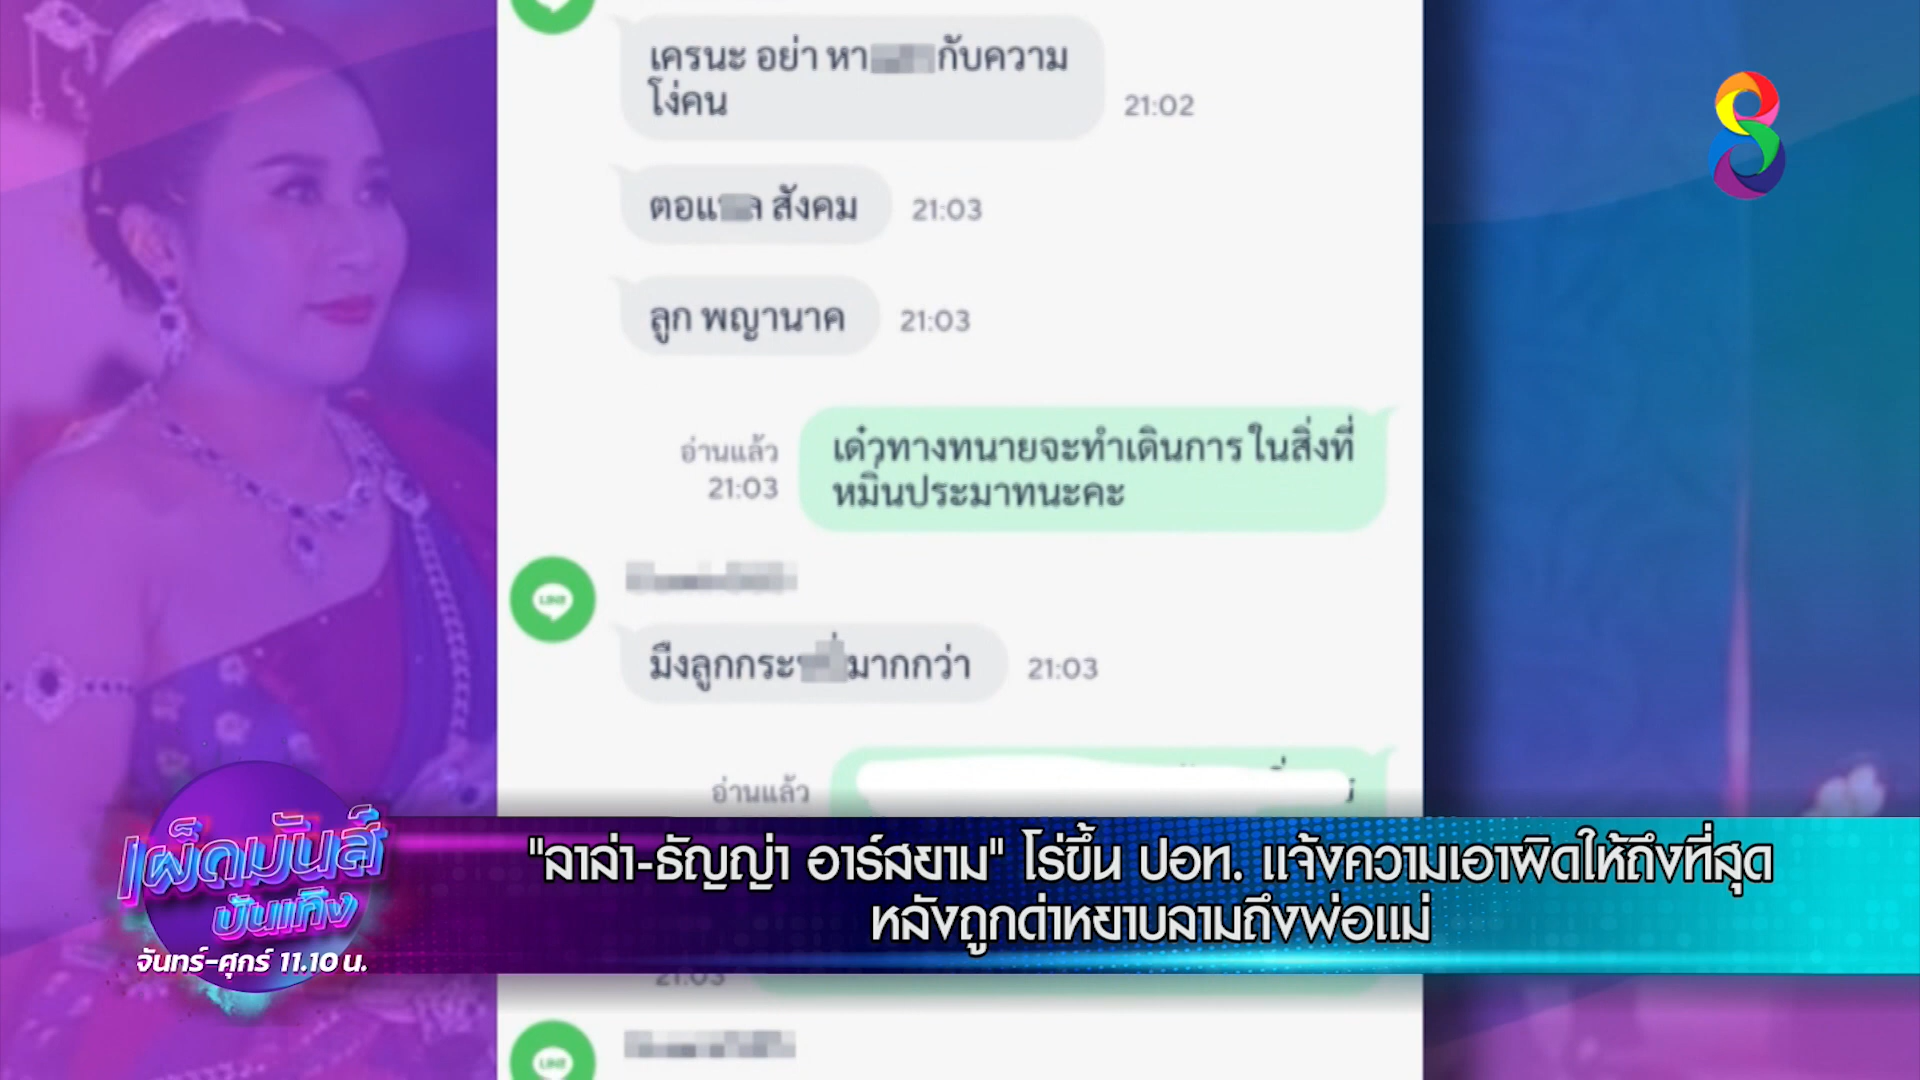 เครนะ อย่า หา กับความ
โง่คน
21:02
ตอแ ล สังคม
21:03
ลูก พญานาค
21:03
เด๋วทางทนายจะทำเดินการ ในสิ่งที่
หมิ่นประมาทนะคะ
อ่านแล้ว
21:03
LINE
มึงลูกกระ มากกว่า
21:03
อ่านแล้ว
"ลาล่า-ธัญญ่า อาร์สยาม" โร่ขึ้น ปอท. แจ้งความเอาผิดให้ถึงที่สุด
หลังถูกด่าหยาบลามถึงพ่อแม่
เผ็ดมันส์
บันเทิง
จันทร์-ศุกร์ 11.10 น.
21:03
LINE
8